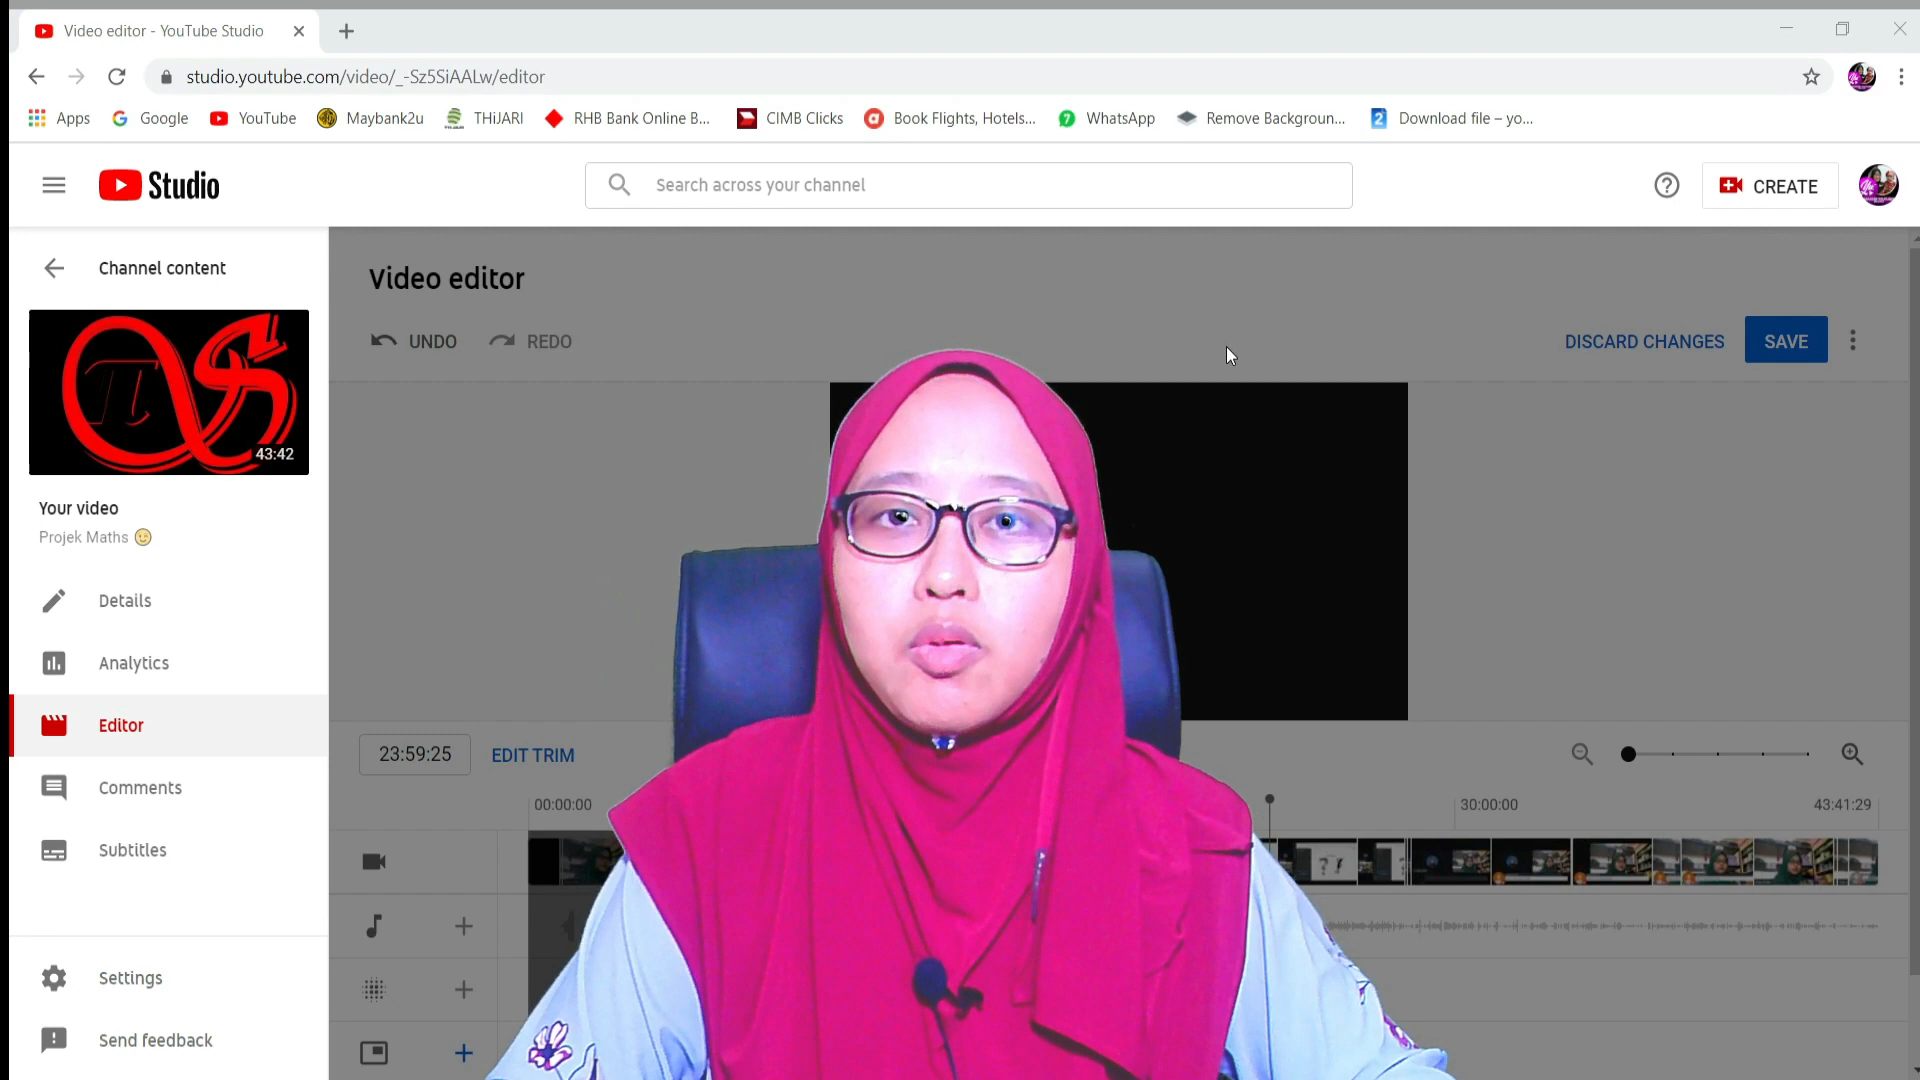 Video editor - YouTube Studio
studio.youtube.com/video/_-Sz5SiAALw/editor
Apps Google YouTube Maybank2u THiJARI RHB Bank Online B... CIMB Clicks Book Flights, Hotels... WhatsApp Remove Backgroun... Download file – yo...
Studio
Search across your channel
CREATE
Channel content
43:42
Your video
Projek Maths 😉
Details
Analytics
Editor
Comments
Subtitles
Settings
Send feedback
Video editor
UNDO REDO
DISCARD CHANGES SAVE
23:59:25 EDIT TRIM
00:00:00 30:00:00 43:41:29